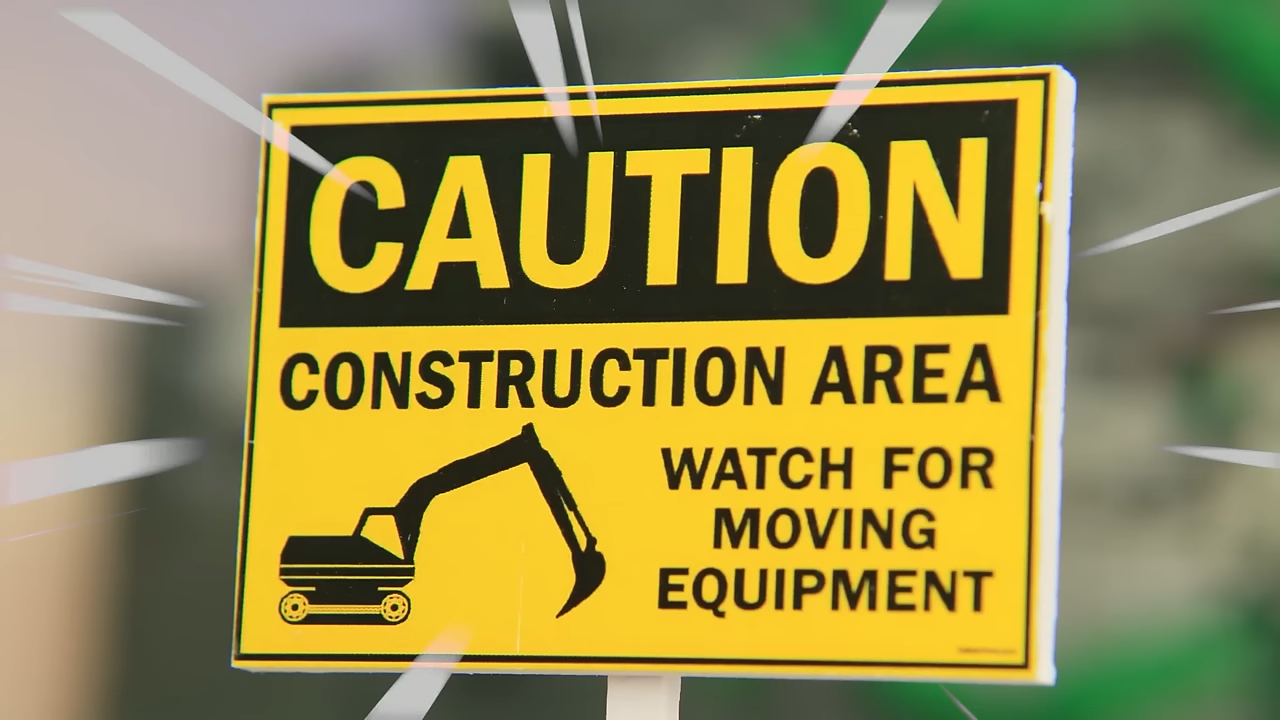 CAUTION
CONSTRUCTION AREA
WATCH FOR
MOVING
EQUIPMENT